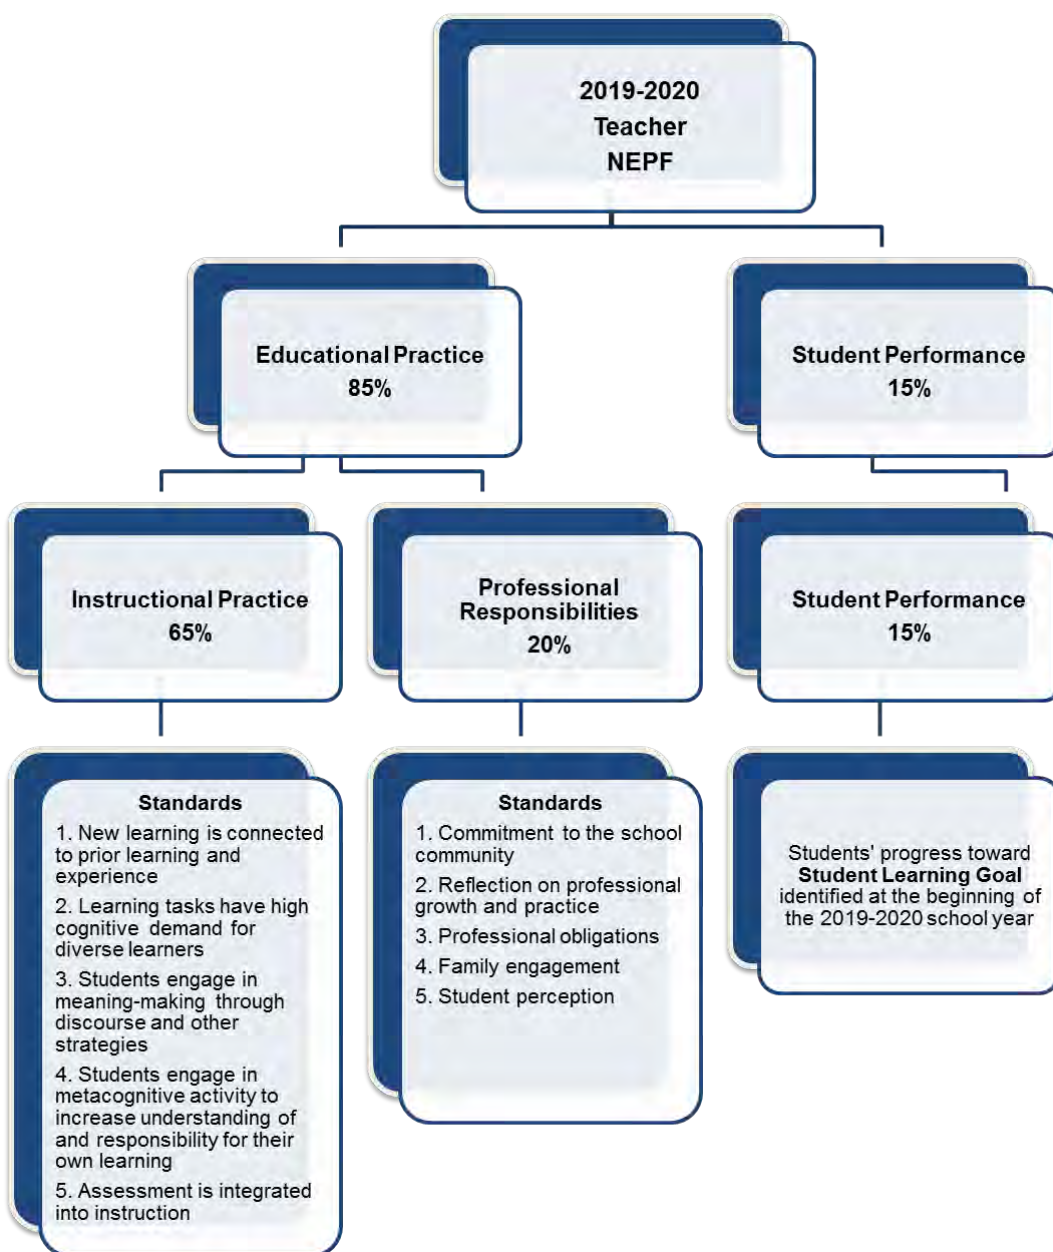 2019-2020
Teacher
NEPF
Educational Practice
85%
Student Performance
15%
Instructional Practice
65%
Professional
Responsibilities
20%
Student Performance
15%
Standards
1. New learning is connected
to prior learning and
experience
2. Learning tasks have high
cognitive demand for
diverse learners
3. Students engage in
meaning-making through
discourse and other
strategies
4. Students engage in
metacognitive activity to
increase understanding of
and responsibility for their
own learning
5. Assessment is integrated
into instruction
Standards
1. Commitment to the school
community
2. Reflection on professional
growth and practice
3. Professional obligations
4. Family engagement
5. Student perception
Students' progress toward
Student Learning Goal
identified at the beginning of
the 2019-2020 school year